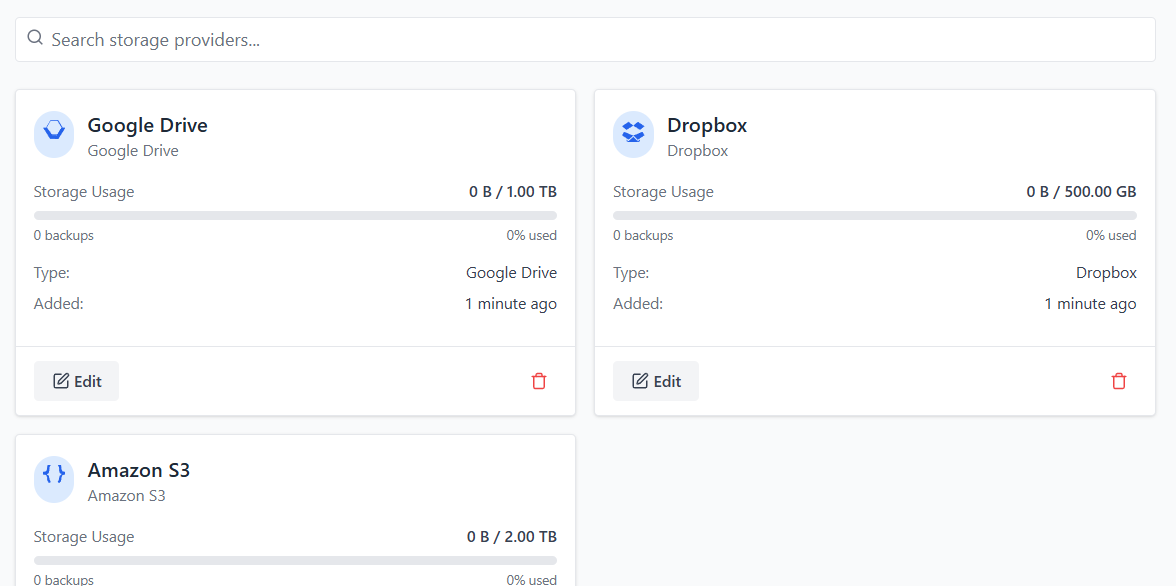 Search storage providers...
Google Drive
Google Drive
Storage Usage 0 B / 1.00 TB
0 backups 0% used
Type: Google Drive
Added: 1 minute ago
Edit
Dropbox
Dropbox
Storage Usage 0 B / 500.00 GB
0 backups 0% used
Type: Dropbox
Added: 1 minute ago
Edit
Amazon S3
Amazon S3
Storage Usage 0 B / 2.00 TB
0 backups 0% used